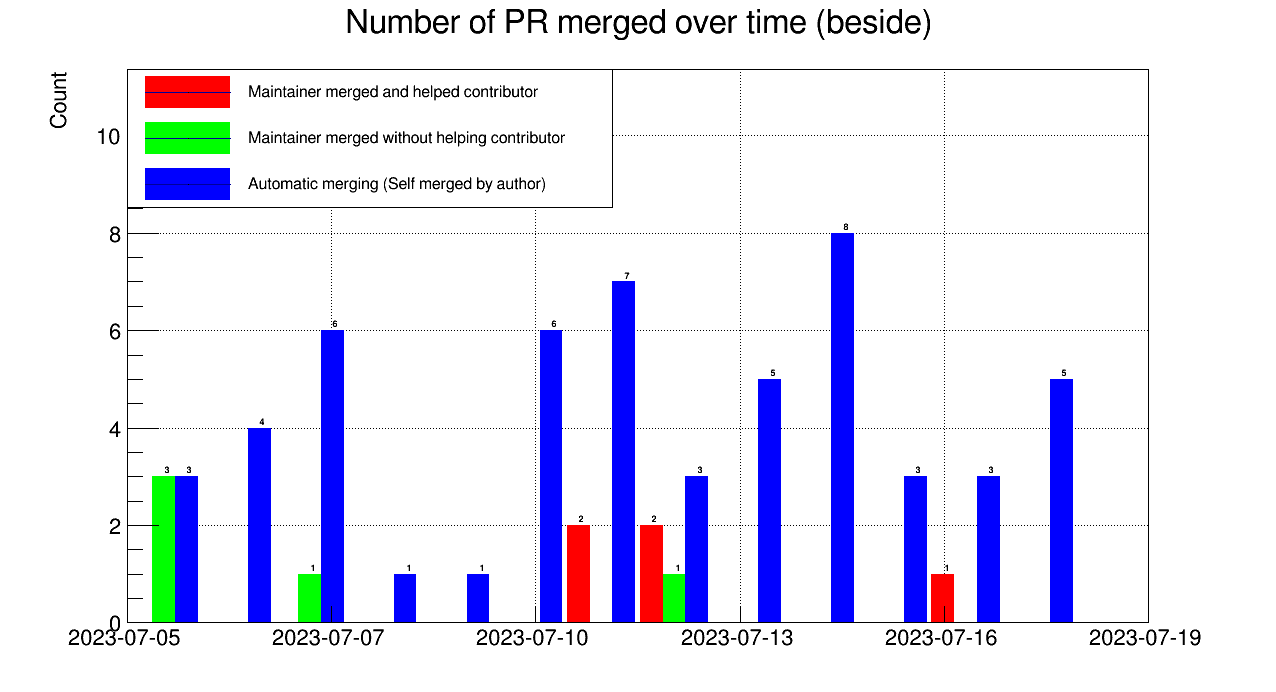 Number of PR merged over time (beside)
Count
Maintainer merged and helped contributor
Maintainer merged without helping contributor
Automatic merging (Self merged by author)
10
8
6
4
2
0
3 3 4 1 6 1 1 6 2 7 2 1 3 5 8 3 1 3 5
2023-07-05 2023-07-07 2023-07-10 2023-07-13 2023-07-16 2023-07-19